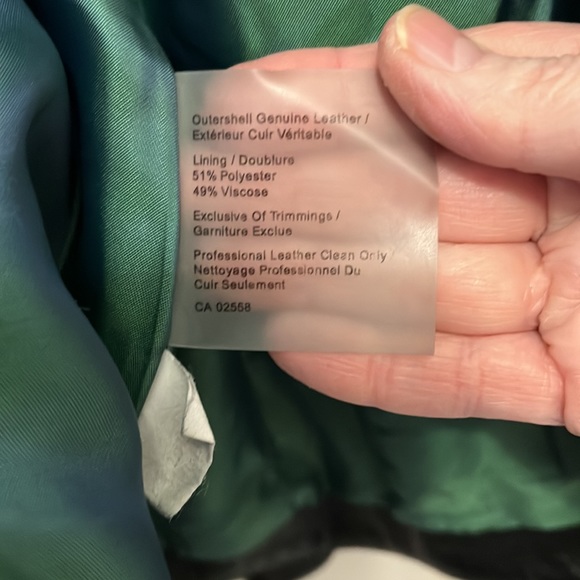 Outershell Genuine Leather /
Extérieur Cuir Véritable
Lining / Doublure
51% Polyester
49% Viscose
Exclusive Of Trimmings /
Garniture Exclue
Professional Leather Clean Only
Nettoyage Professionnel Du
Cuir Seulement
CA 02558